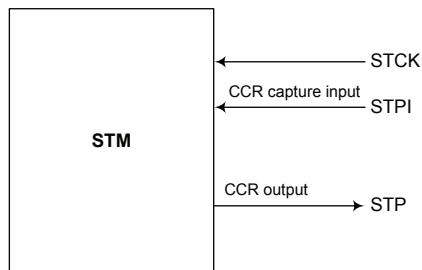 STCK
CCR capture input
STPI
STM
CCR output
STP